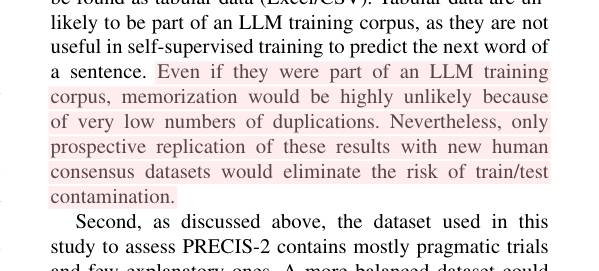 be found as tabular data (Excel/CSV). Tabular data are un-
likely to be part of an LLM training corpus, as they are not
useful in self-supervised training to predict the next word of
a sentence. Even if they were part of an LLM training
corpus, memorization would be highly unlikely because
of very low numbers of duplications. Nevertheless, only
prospective replication of these results with new human
consensus datasets would eliminate the risk of train/test
contamination.
Second, as discussed above, the dataset used in this
study to assess PRECIS-2 contains mostly pragmatic trials
and few explanatory ones. A more balanced dataset could